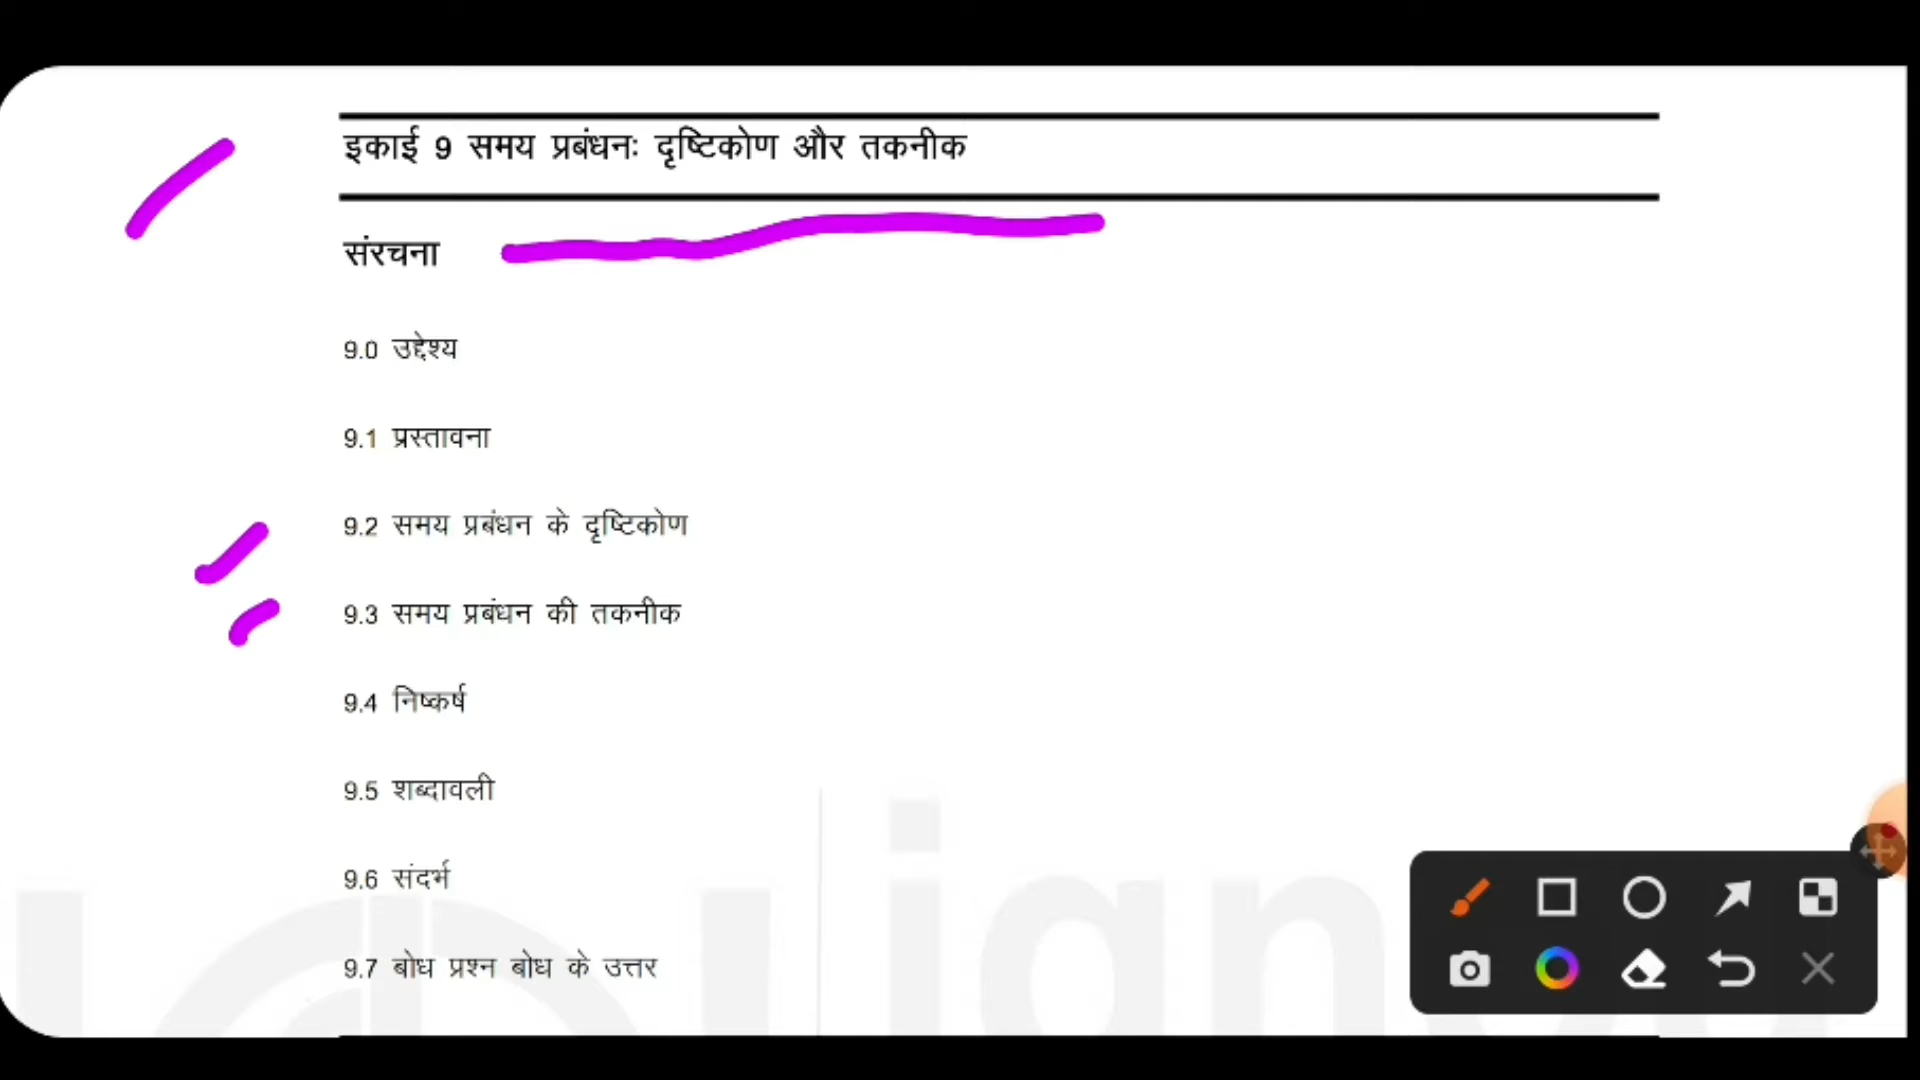 इकाई 9 समय प्रबंधनः दृष्टिकोण और तकनीक
संरचना
9.0 उद्देश्य
9.1 प्रस्तावना
9.2 समय प्रबंधन के दृष्टिकोण
9.3 समय प्रबंधन की तकनीक
9.4 निष्कर्ष
9.5 शब्दावली
9.6 संदर्भ
9.7 बोध प्रश्न बोध के उत्तर
ignou